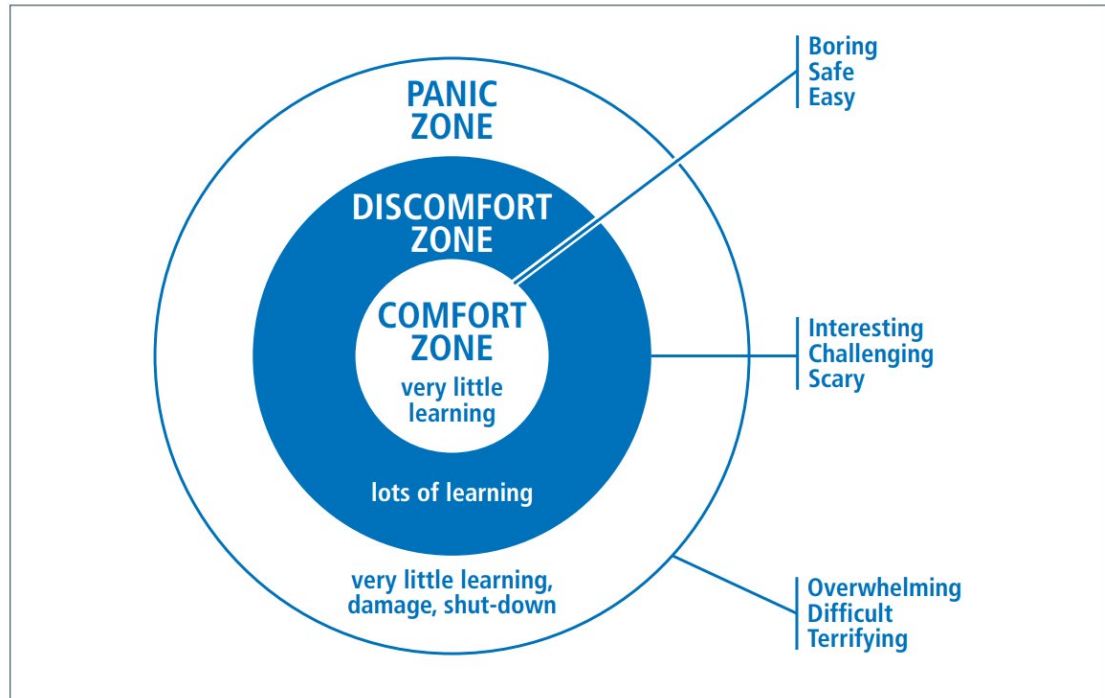 PANIC
ZONE
DISCOMFORT
ZONE
COMFORT
ZONE
very little
learning
lots of learning
very little learning,
damage, shut-down
Boring
Safe
Easy
Interesting
Challenging
Scary
Overwhelming
Difficult
Terrifying